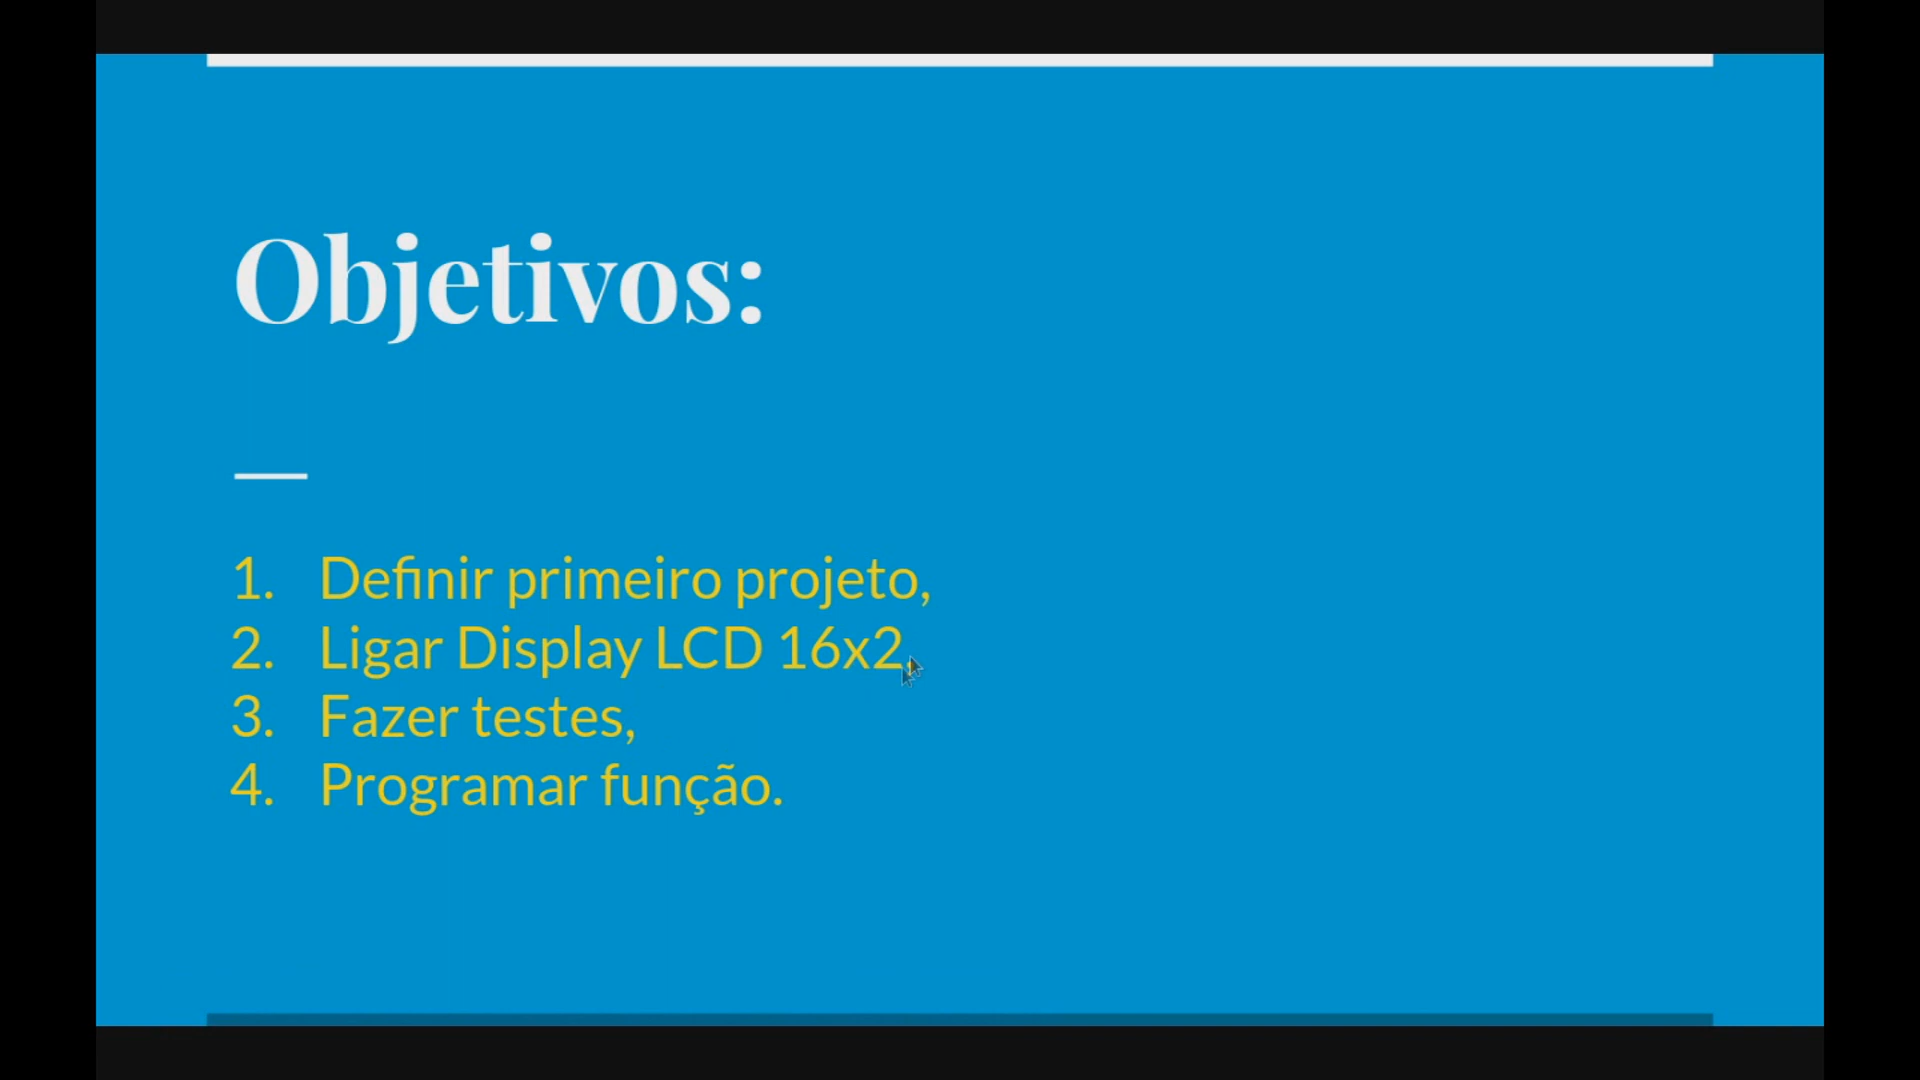 Objetivos:
1. Definir primeiro projeto,
2. Ligar Display LCD 16x2,
3. Fazer testes,
4. Programar função.